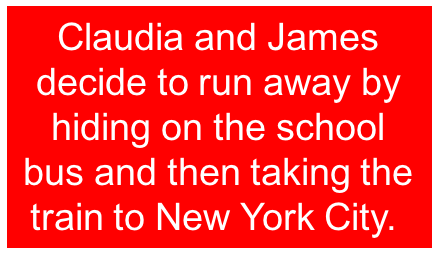 Claudia and James
decide to run away by
hiding on the school
bus and then taking the
train to New York City.